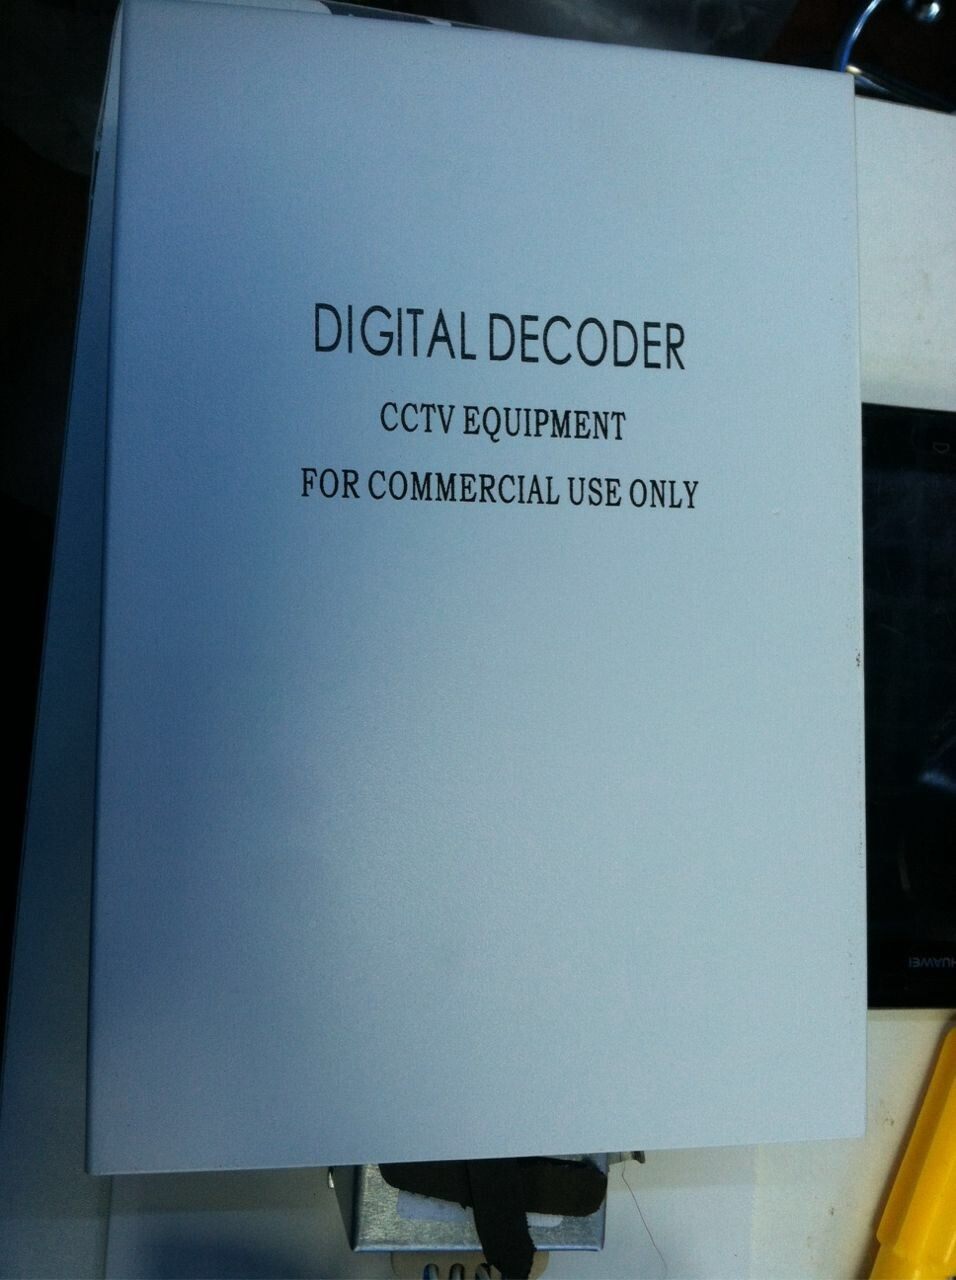 DIGITAL DECODER
CCTV EQUIPMENT
FOR COMMERCIAL USE ONLY
HUAWEI